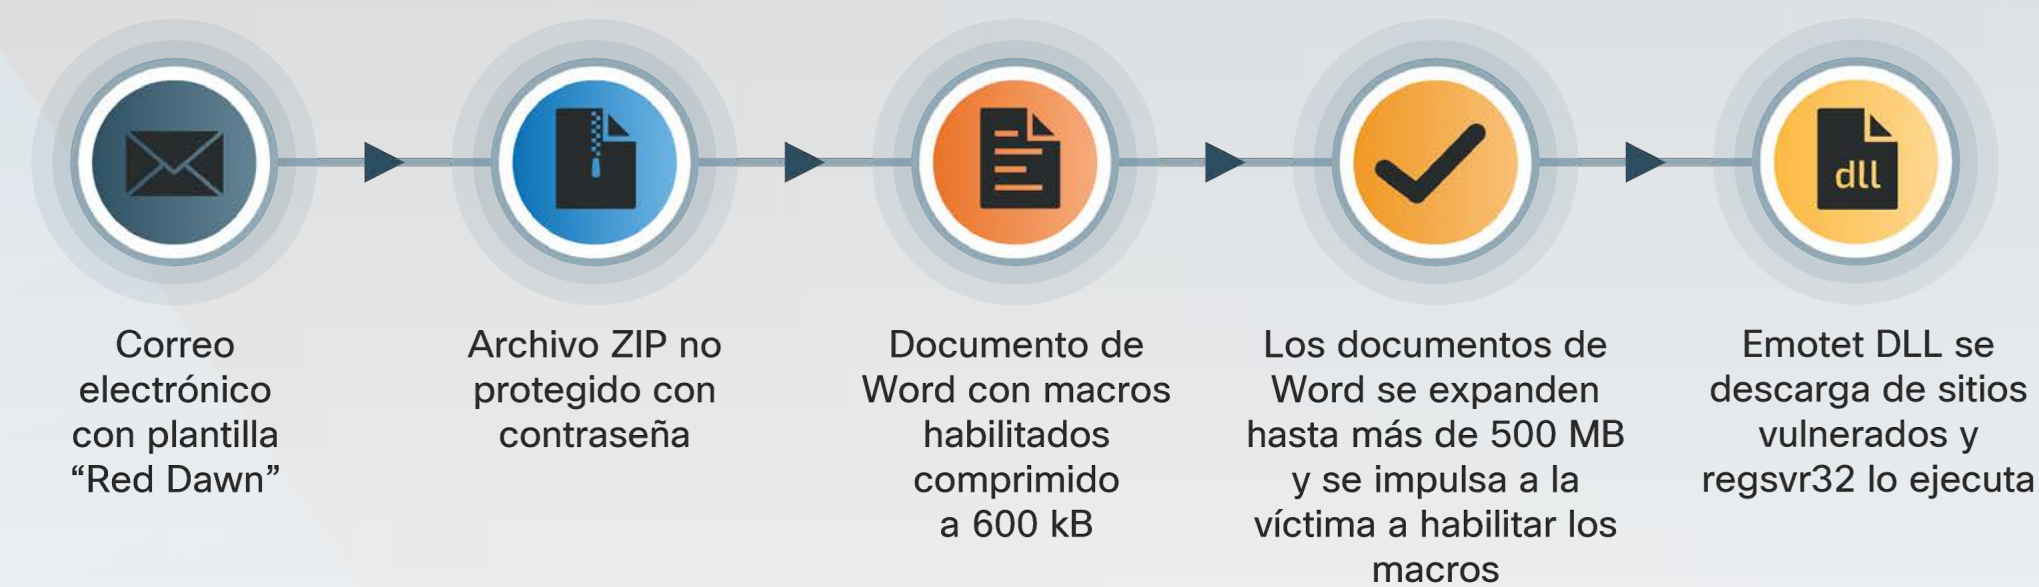 dll
Correo
electrónico
con plantilla
“Red Dawn”
Archivo ZIP no
protegido con
contraseña
Documento de
Word con macros
habilitados
comprimido
a 600 kB
Los documentos de
Word se expanden
hasta más de 500 MB
y se impulsa a la
víctima a habilitar los
macros
Emotet DLL se
descarga de sitios
vulnerados y
regsvr32 lo ejecuta